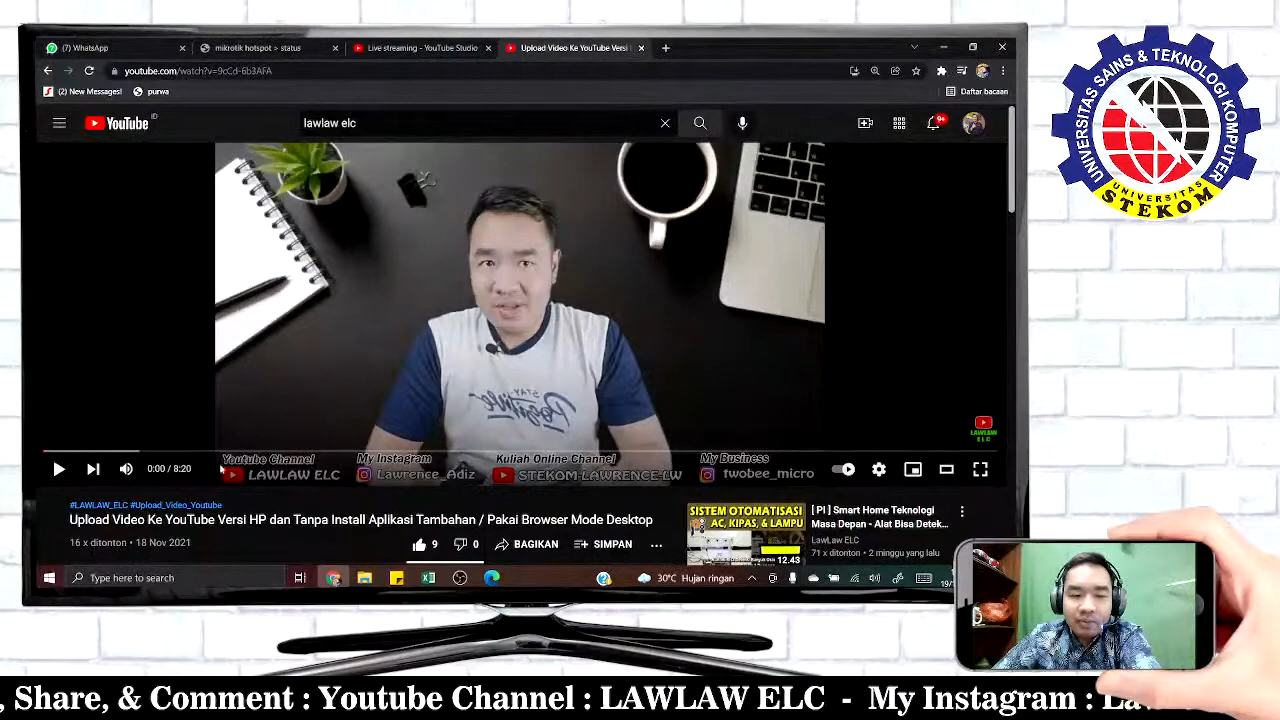 (7) WhatsApp
mikrotik hotspot > status
Live streaming - YouTube Studio
Upload Video Ke YouTube Versi
youtube.com/watch?v=9cCd-6b3AFA
(2) New Messages!
purwa
Daftar bacaan
YouTube ID
lawlaw elc
9+
UNIVERSITAS SAINS & TEKNOLOGI KOMPUTER
UNIVERSITAS
STEKOM
STAY
Positive
LAWLAW
ELC
Youtube Channel
LAWLAW ELC
My Instagram
Lawrence_Adiz
Kuliah Online Channel
STEKOM-LAWRENCE-LW
My Business
twobee_micro
0:00 / 8:20
#LAWLAW_ELC #Upload_Video_Youtube
Upload Video Ke YouTube Versi HP dan Tanpa Install Aplikasi Tambahan / Pakai Browser Mode Desktop
16 x ditonton • 18 Nov 2021
9
0
BAGIKAN
SIMPAN
SISTEM OTOMATISASI
AC, KIPAS, & LAMPU
12.43
[ PI ] Smart Home Teknologi
Masa Depan - Alat Bisa Detek...
LawLaw ELC
71 x ditonton • 2 minggu yang lalu
Type here to search
30°C Hujan ringan
, Share, & Comment : Youtube Channel : LAWLAW ELC - My Instagram :